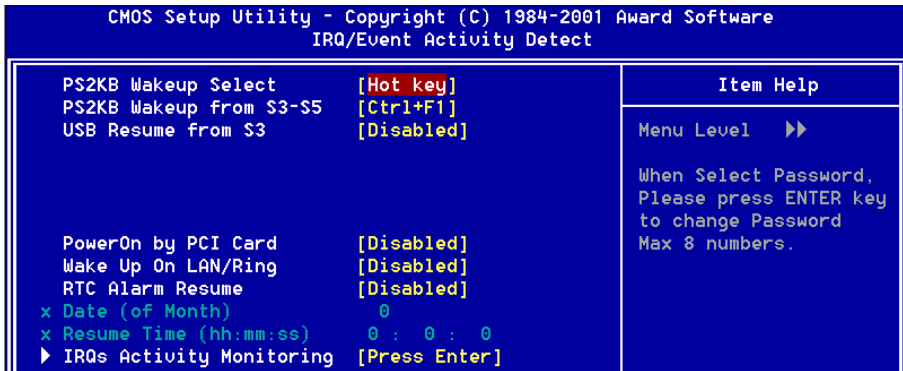 CMOS Setup Utility - Copyright (C) 1984-2001 Award Software
IRQ/Event Activity Detect
PS2KB Wakeup Select [Hot key]
PS2KB Wakeup from S3-S5 [Ctrl+F1]
USB Resume from S3 [Disabled]
PowerOn by PCI Card [Disabled]
Wake Up On LAN/Ring [Disabled]
RTC Alarm Resume [Disabled]
x Date (of Month) 0
x Resume Time (hh:mm:ss) 0 : 0 : 0
IRQs Activity Monitoring [Press Enter]
Item Help
Menu Level
When Select Password,
Please press ENTER key
to change Password
Max 8 numbers.